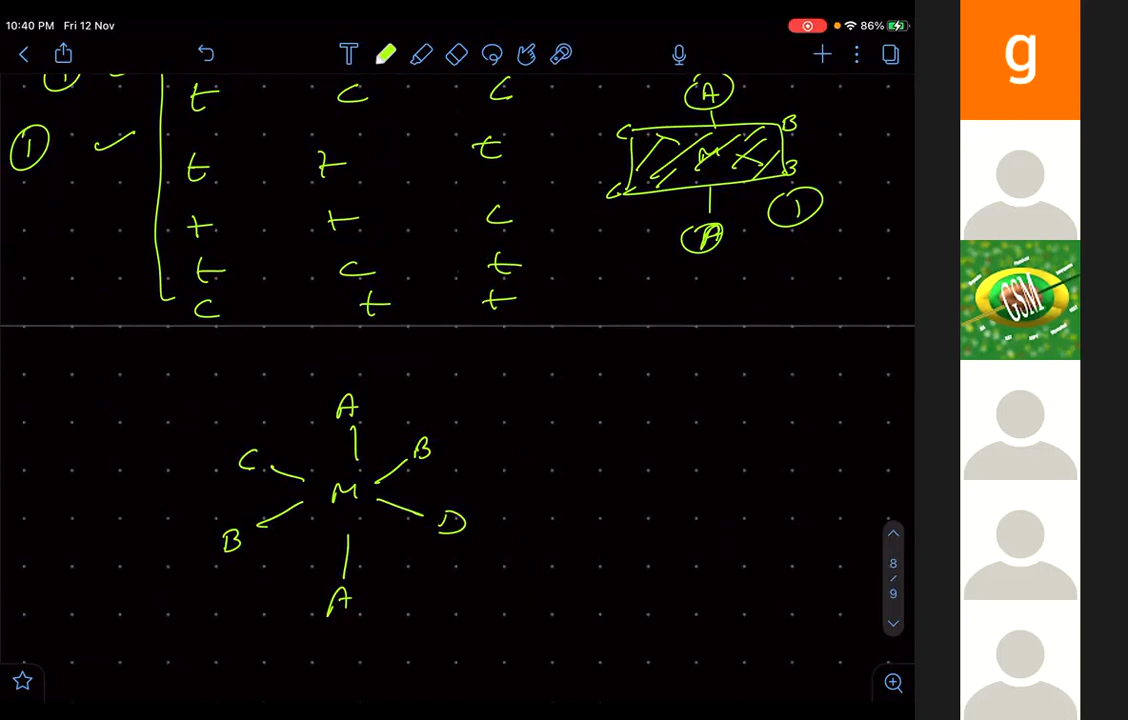 10:40 PM Fri 12 Nov
86%
g
t C C
A
1
t t t
C B
M
C B
1
t t C
A
t C t
C t t
GSM
A
C B
M
B D
A
8
9